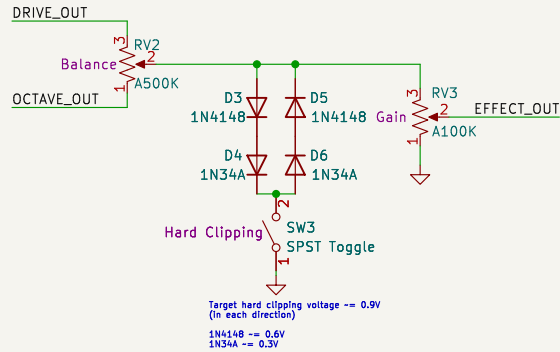 DRIVE_OUT
3
RV2
2
Balance
1
A500K
OCTAVE_OUT
D3
1N4148
D5
1N4148
D4
1N34A
D6
1N34A
3
RV3
2
Gain
1
A100K
EFFECT_OUT
2
SW3
Hard Clipping
SPST Toggle
1
Target hard clipping voltage ~= 0.9V
(in each direction)
1N4148 ~= 0.6V
1N34A ~= 0.3V